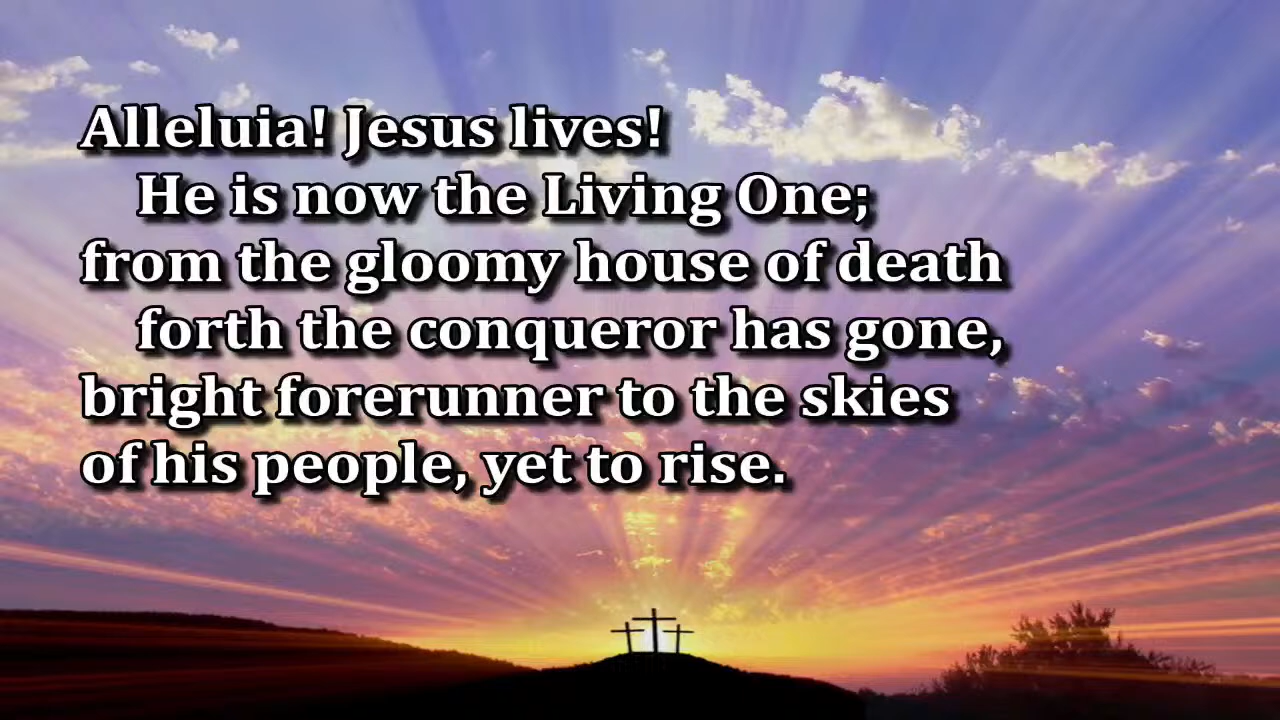 Alleluia! Jesus lives!
He is now the Living One;
from the gloomy house of death
forth the conqueror has gone,
bright forerunner to the skies
of his people, yet to rise.